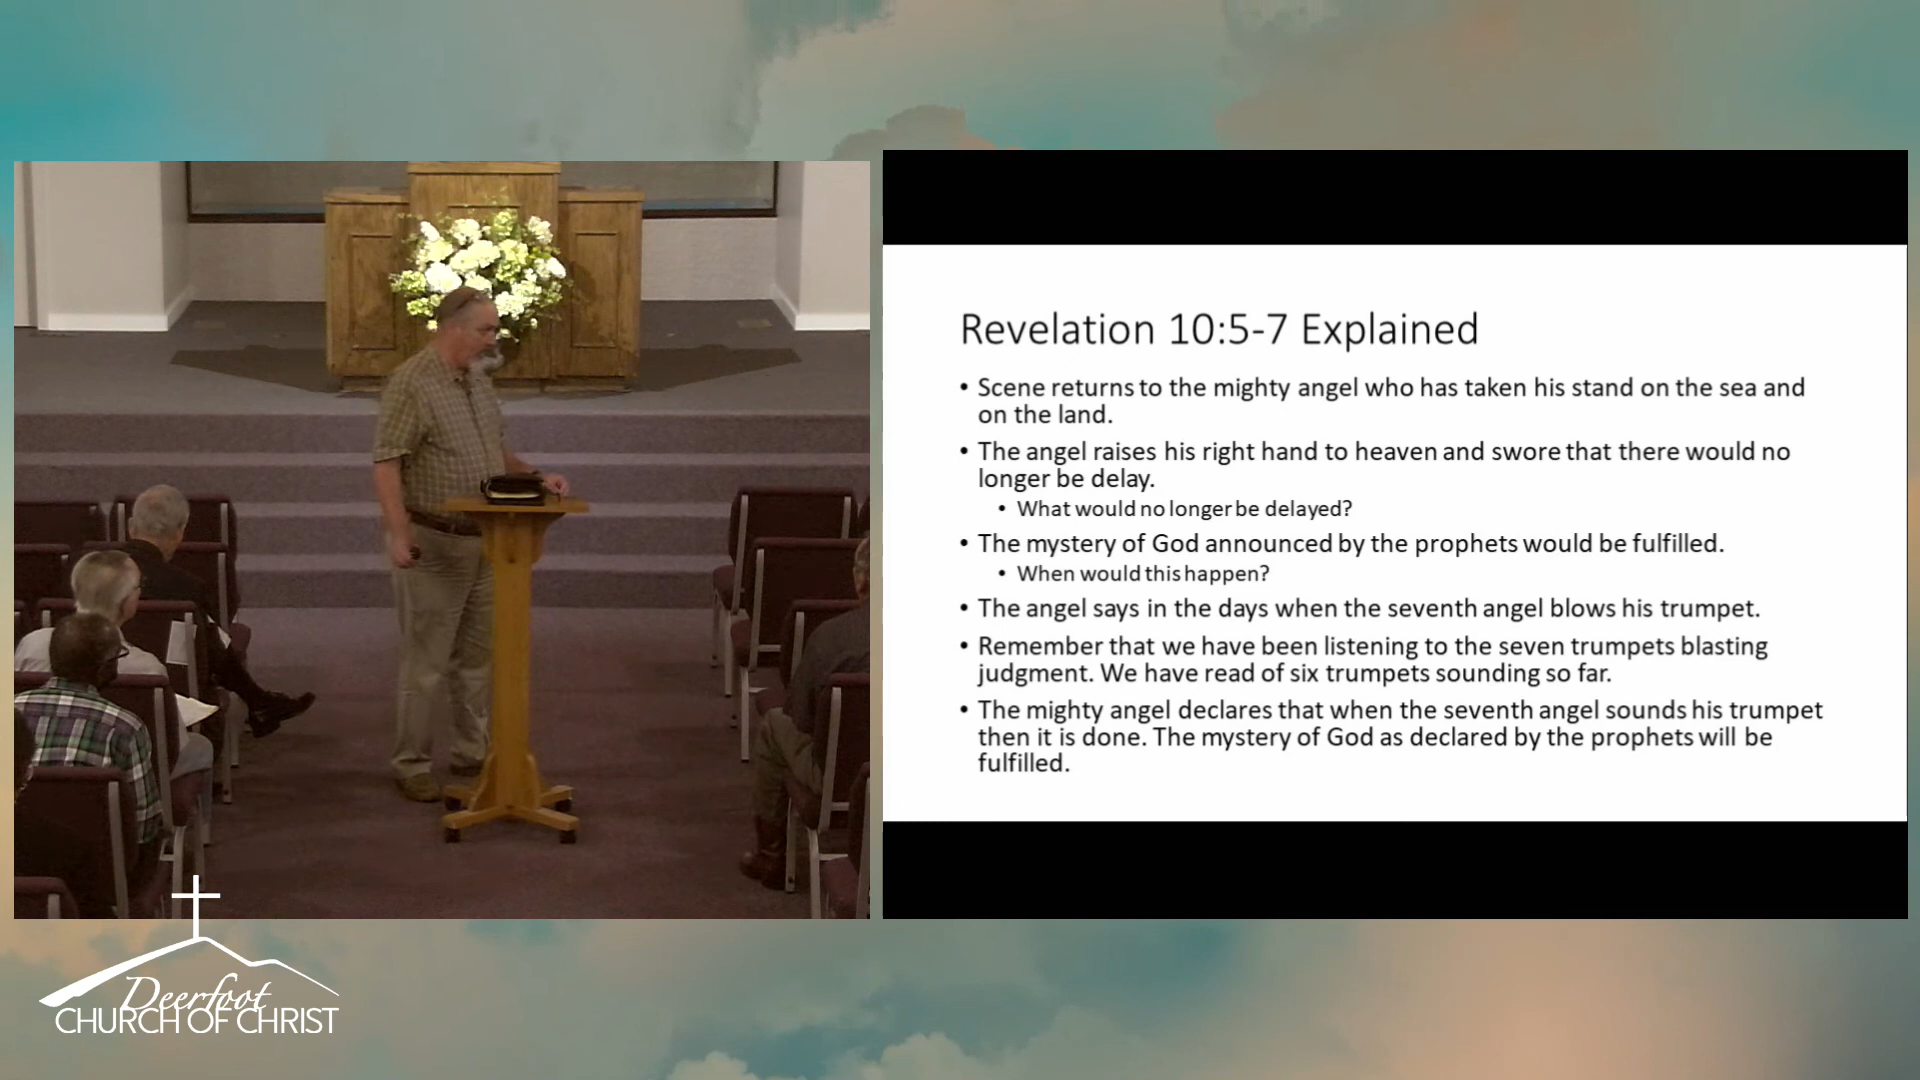 Revelation 10:5-7 Explained
• Scene returns to the mighty angel who has taken his stand on the sea and
on the land.
• The angel raises his right hand to heaven and swore that there would no
longer be delay.
• What would no longer be delayed?
• The mystery of God announced by the prophets would be fulfilled.
• When would this happen?
• The angel says in the days when the seventh angel blows his trumpet.
• Remember that we have been listening to the seven trumpets blasting
judgment. We have read of six trumpets sounding so far.
• The mighty angel declares that when the seventh angel sounds his trumpet
then it is done. The mystery of God as declared by the prophets will be
fulfilled.
Deerfoot
CHURCH OF CHRIST